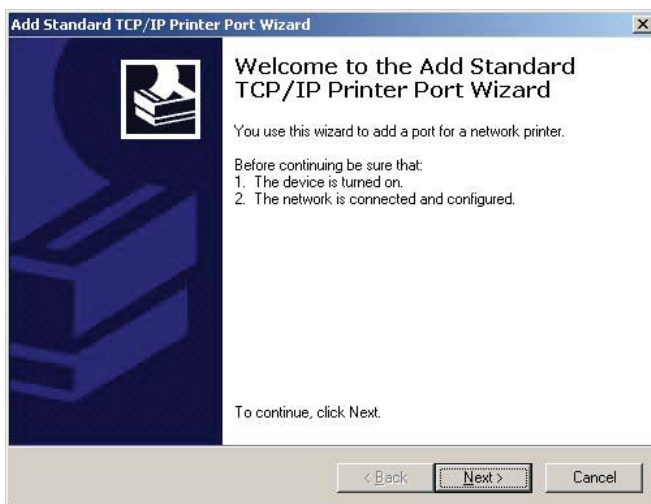 Add Standard TCP/IP Printer Port Wizard
Welcome to the Add Standard
TCP/IP Printer Port Wizard
You use this wizard to add a port for a network printer.
Before continuing be sure that:
1. The device is turned on.
2. The network is connected and configured.
To continue, click Next.
< Back Next > Cancel